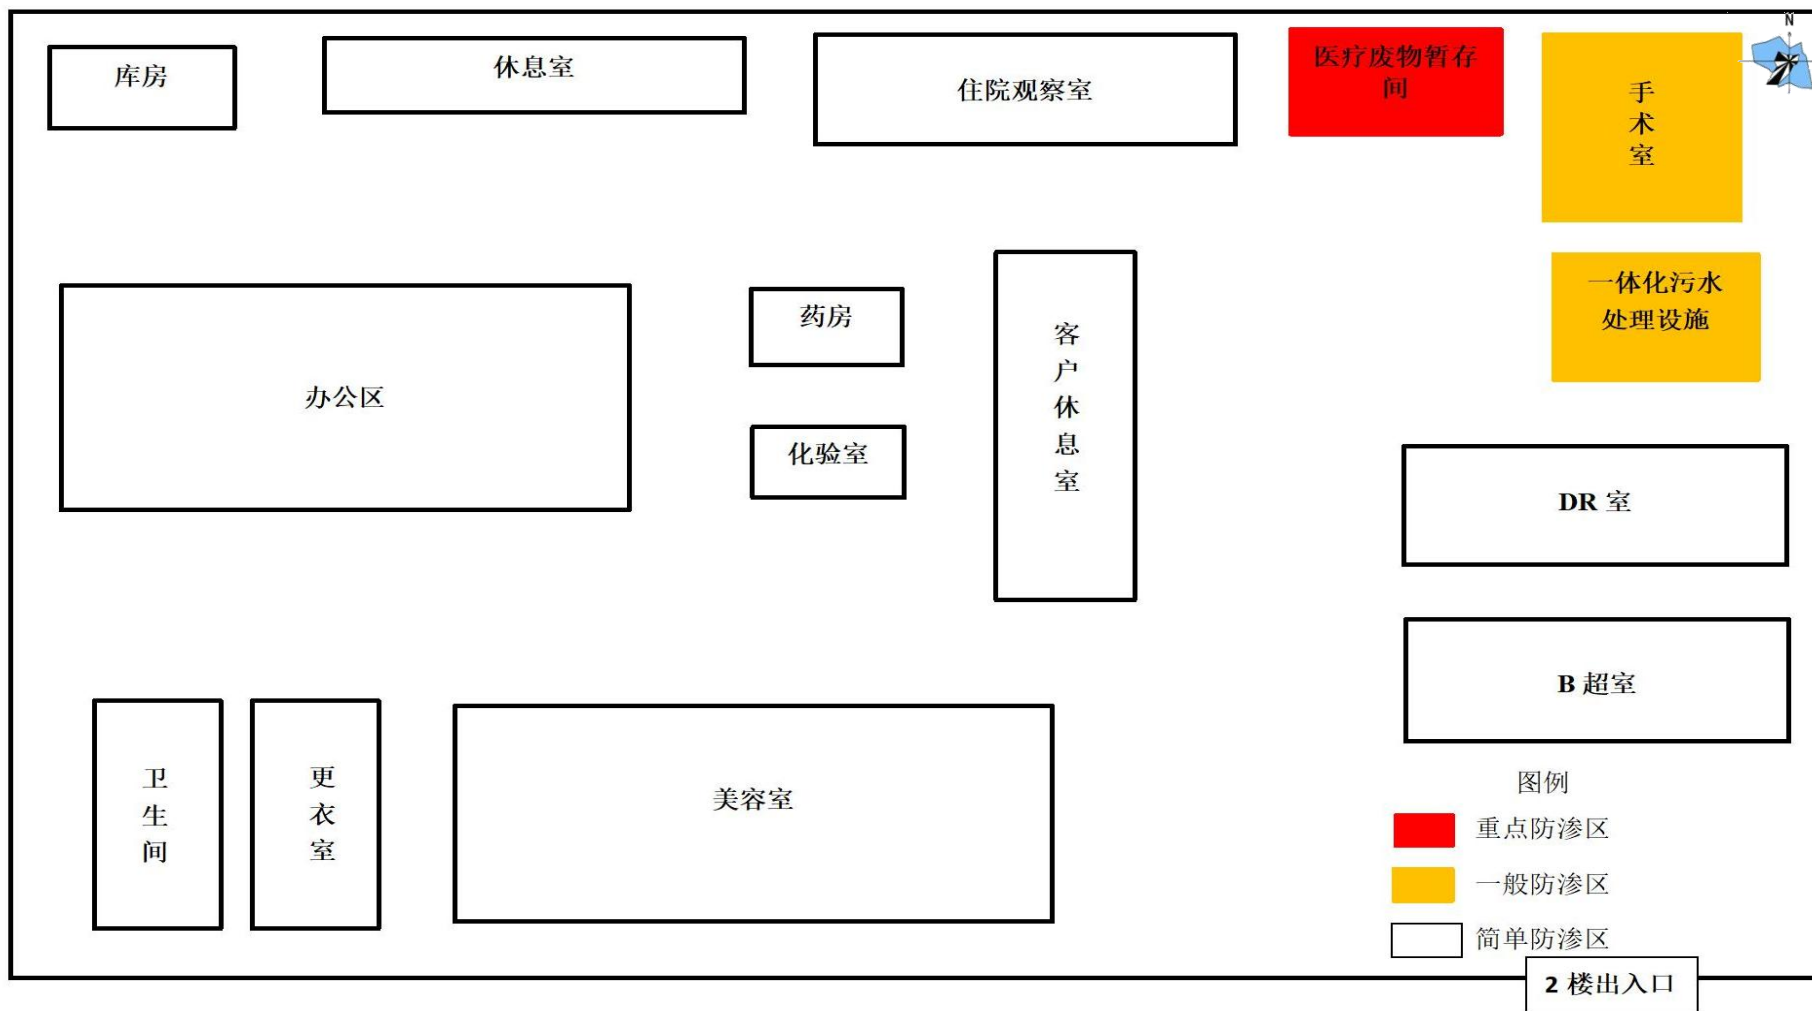 N
库房
休息室
住院观察室
医疗废物暂存
间
手
术
室
一体化污水
处理设施
办公区
药房
化验室
客
户
休
息
室
DR 室
B 超室
卫
生
间
更
衣
室
美容室
图例
重点防渗区
一般防渗区
简单防渗区
2 楼出入口